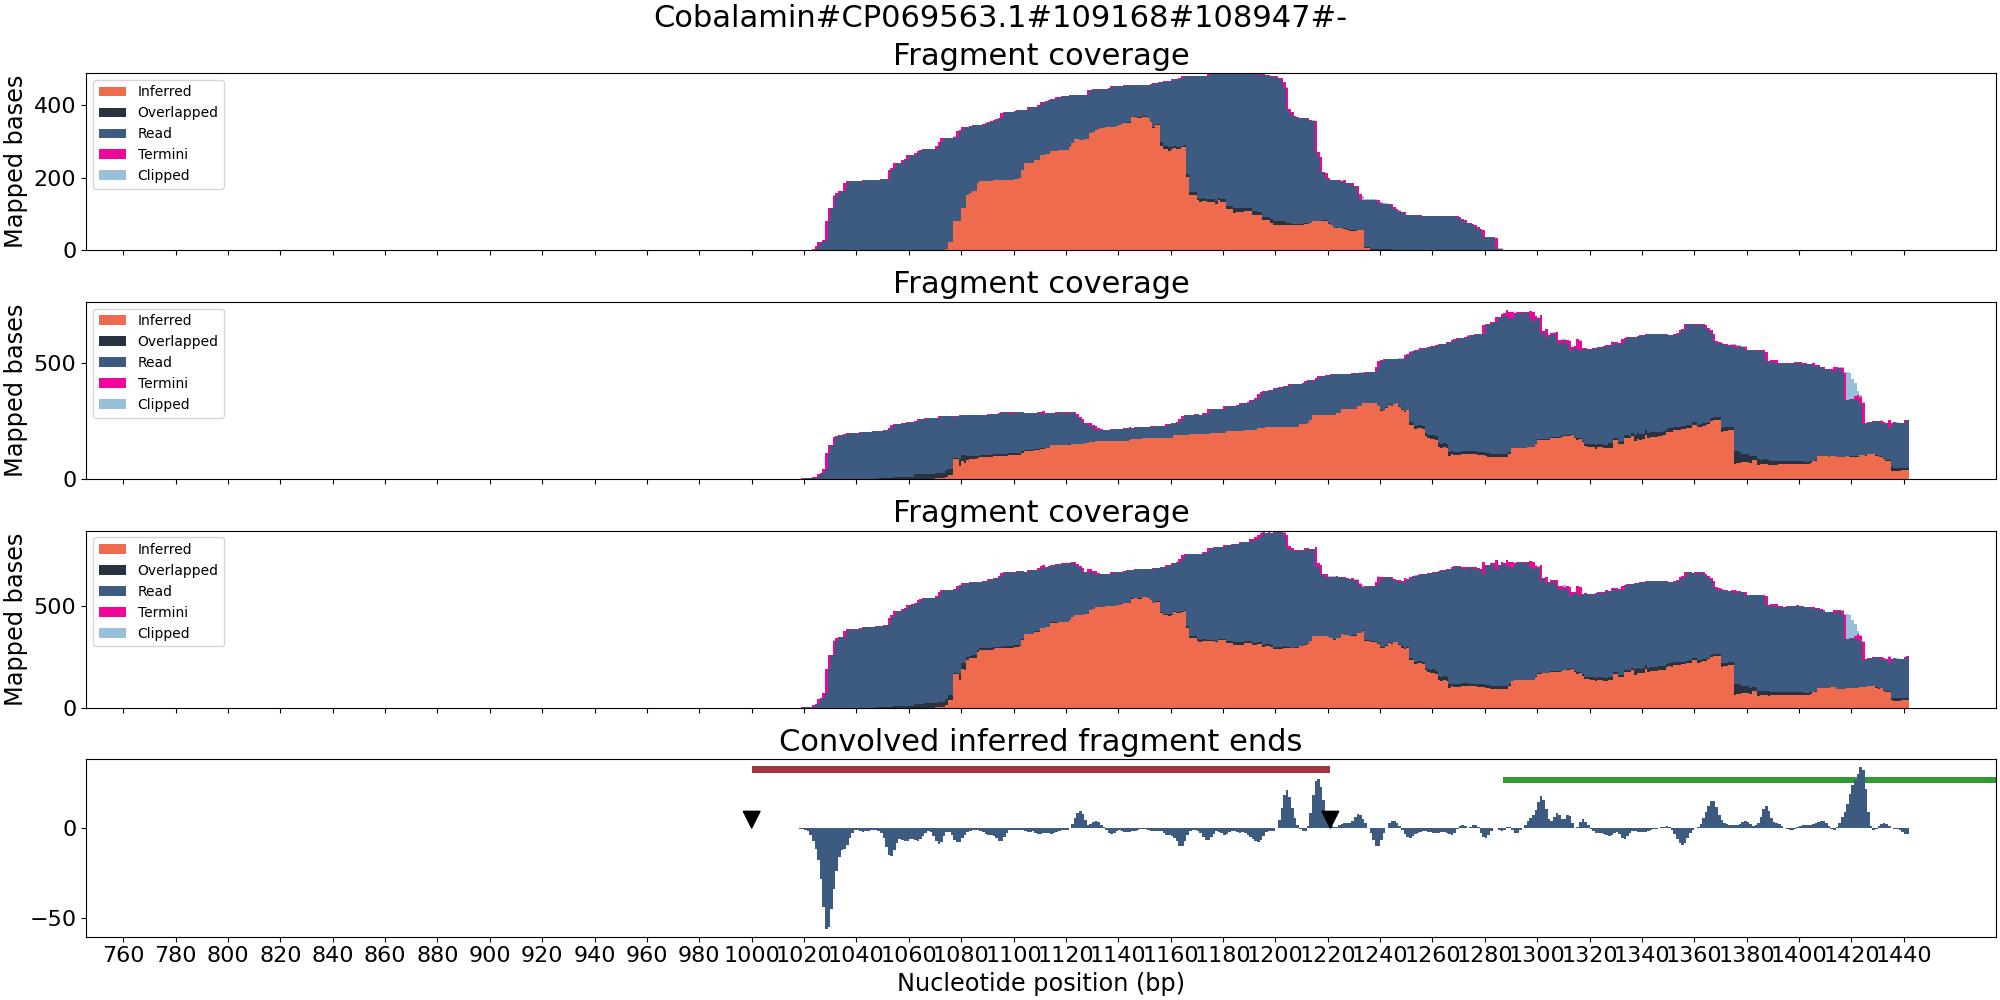 Cobalamin#CP069563.1#109168#108947#-
Fragment coverage
Mapped bases
400
200
0
Inferred
Overlapped
Read
Termini
Clipped
Fragment coverage
Mapped bases
500
0
Inferred
Overlapped
Read
Termini
Clipped
Fragment coverage
Mapped bases
500
0
Inferred
Overlapped
Read
Termini
Clipped
Convolved inferred fragment ends
0
−50
760 780 800 820 840 860 880 900 920 940 960 980 1000 1020 1040 1060 1080 1100 1120 1140 1160 1180 1200 1220 1240 1260 1280 1300 1320 1340 1360 1380 1400 1420 1440
Nucleotide position (bp)